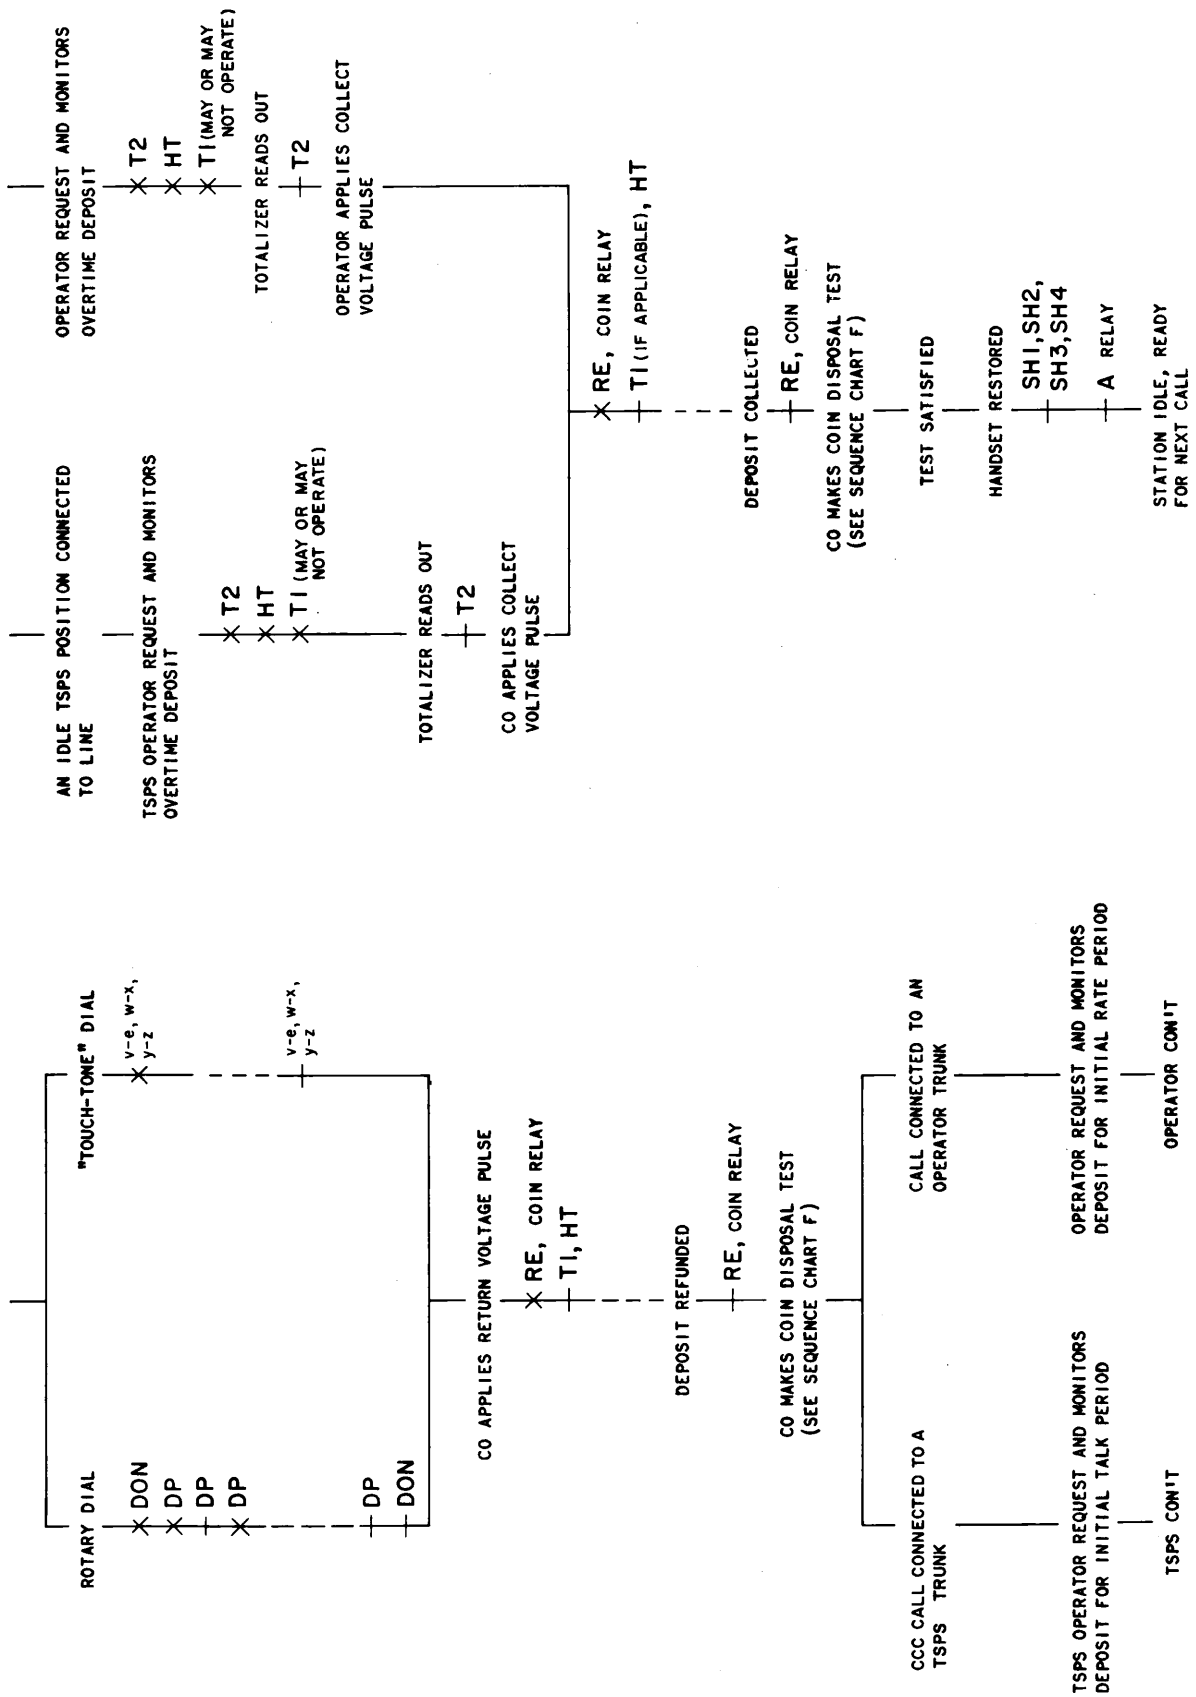 ROTARY DIAL
DON
DP
DP
DP
DP
DON
"TOUCH-TONE" DIAL
v-e, w-x,
y-z
v-e, w-x,
y-z
CO APPLIES RETURN VOLTAGE PULSE
RE, COIN RELAY
T1, HT
DEPOSIT REFUNDED
RE, COIN RELAY
CO MAKES COIN DISPOSAL TEST
(SEE SEQUENCE CHART F)
CCC CALL CONNECTED TO A
TSPS TRUNK
TSPS OPERATOR REQUEST AND MONITORS
DEPOSIT FOR INITIAL TALK PERIOD
TSPS CON'T
CALL CONNECTED TO AN
OPERATOR TRUNK
OPERATOR REQUEST AND MONITORS
DEPOSIT FOR INITIAL RATE PERIOD
OPERATOR CON'T
AN IDLE TSPS POSITION CONNECTED
TO LINE
TSPS OPERATOR REQUEST AND MONITORS
OVERTIME DEPOSIT
T2
HT
T1 (MAY OR MAY
NOT OPERATE)
TOTALIZER READS OUT
T2
CO APPLIES COLLECT
VOLTAGE PULSE
OPERATOR REQUEST AND MONITORS
OVERTIME DEPOSIT
T2
HT
T1 (MAY OR MAY
NOT OPERATE)
TOTALIZER READS OUT
T2
OPERATOR APPLIES COLLECT
VOLTAGE PULSE
RE, COIN RELAY
T1 (IF APPLICABLE), HT
DEPOSIT COLLECTED
RE, COIN RELAY
CO MAKES COIN DISPOSAL TEST
(SEE SEQUENCE CHART F)
TEST SATISFIED
HANDSET RESTORED
SH1, SH2,
SH3, SH4
A RELAY
STATION IDLE, READY
FOR NEXT CALL